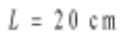 L = 20 cm